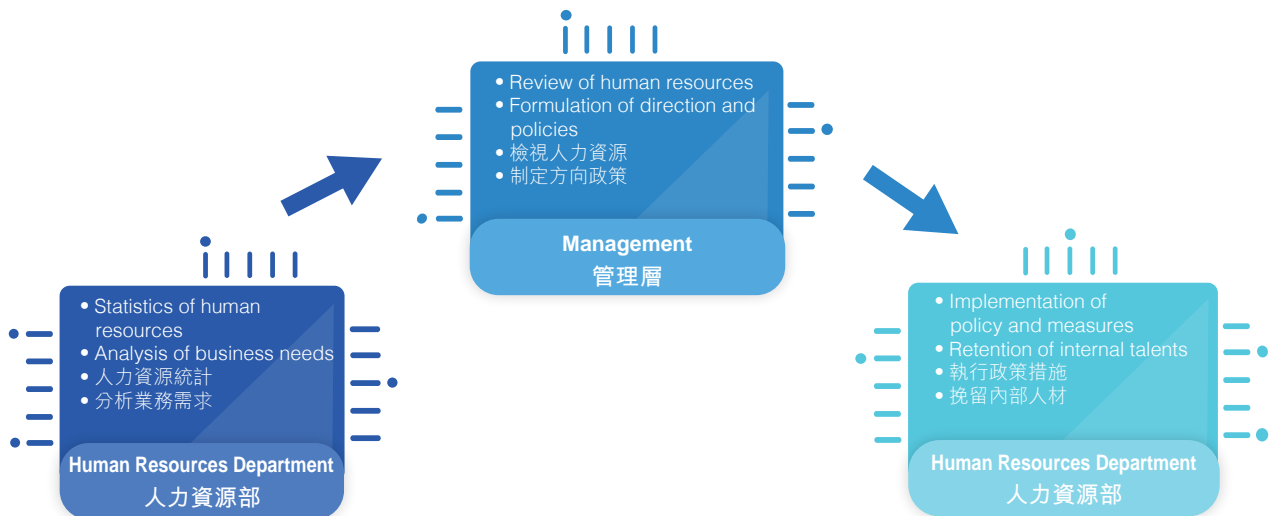 • Statistics of human
resources
• Analysis of business needs
• 人力資源統計
• 分析業務需求
Human Resources Department
人力資源部
• Review of human resources
• Formulation of direction and
policies
• 檢視人力資源
• 制定方向政策
Management
管理層
• Implementation of
policy and measures
• Retention of internal talents
• 執行政策措施
• 挽留內部人材
Human Resources Department
人力資源部